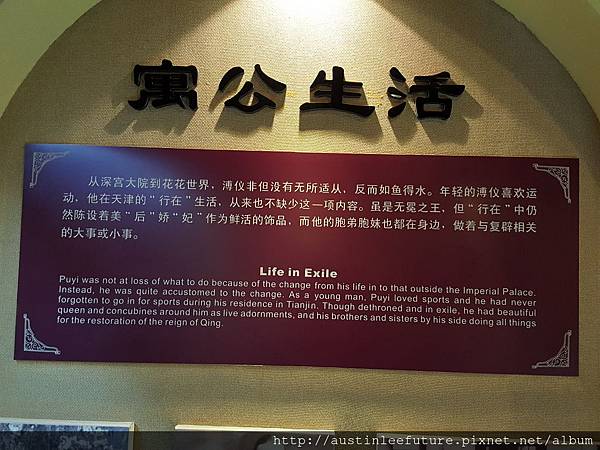 寓公生活
从深宫大院到花花世界，溥仪非但没有无所适从，反而如鱼得水。年轻的溥仪喜欢运
动，他在天津的“行在”生活，从来也不缺少这一项内容。虽是无冕之王，但“行在”中仍
然陈设着美“后”娇“妃”作为鲜活的饰品，而他的胞弟胞妹也都在身边，做着与复辟相关
的大事或小事。
Life in Exile
Puyi was not at loss of what to do because of the change from his life in to that outside the Imperial Palace.
Instead, he was quite accustomed to the change. As a young man, Puyi loved sports and he had never
forgotten to go in for sports during his residence in Tianjin. Though dethroned and in exile, he had beautiful
queen and concubines around him as live adornments, and his brothers and sisters by his side doing all things
for the restoration of the reign of Qing.
http://austinleefuture.pixnet.net/album